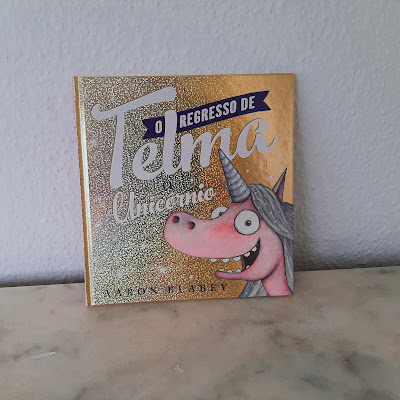 O REGRESSO DE
Telma
O Unicórnio
AARON BLABEY